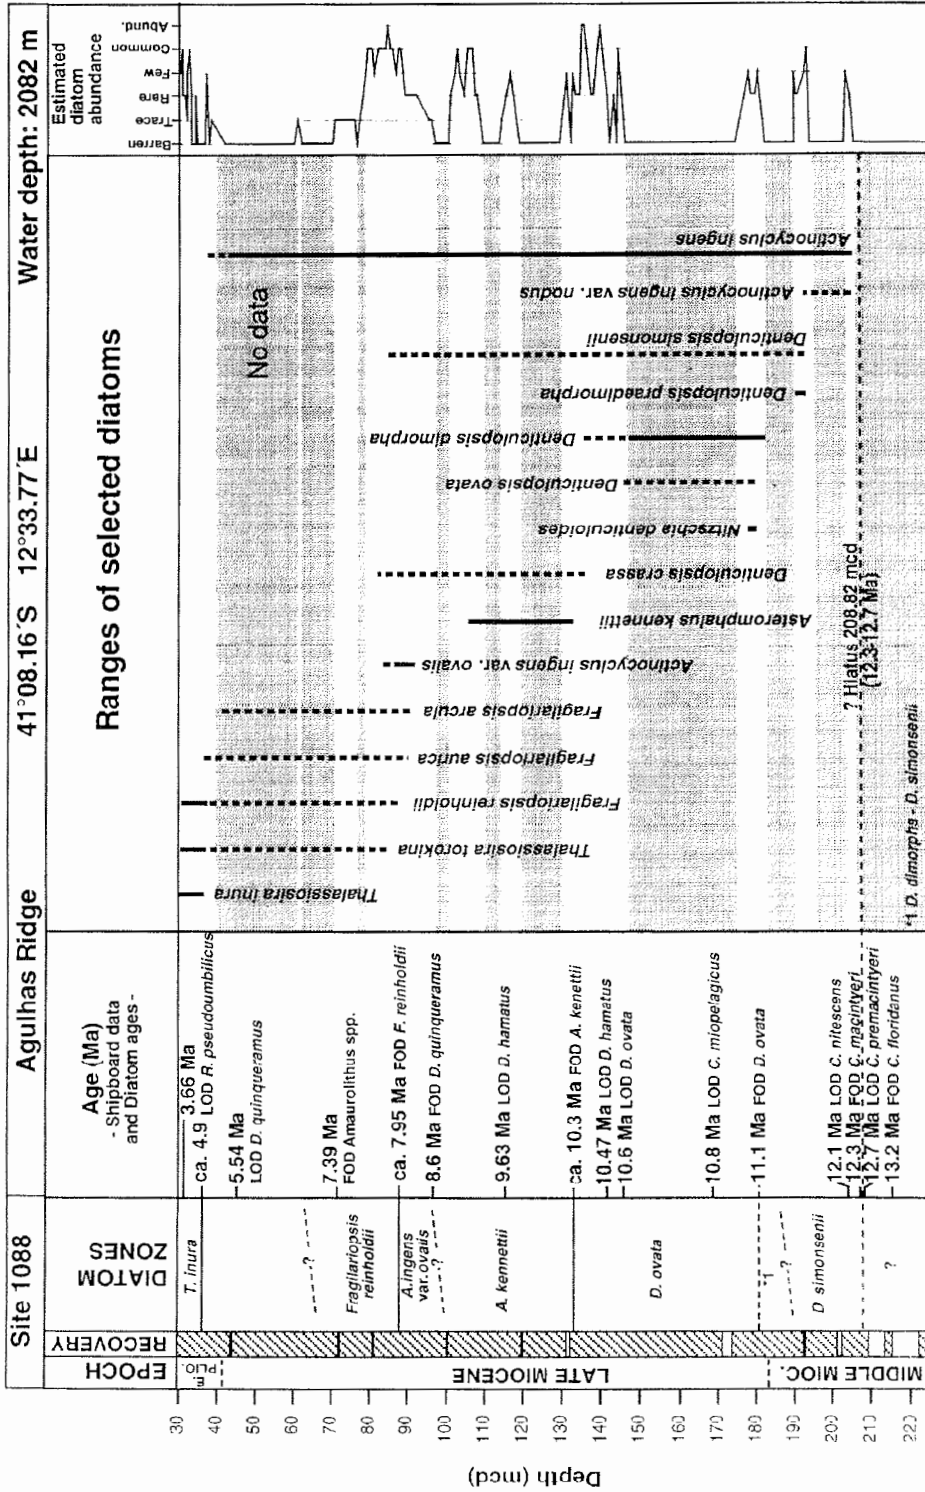 Site 1088
Agulhas Ridge
41°08.16´S 12°33.77´E
Water depth: 2082 m
EPOCH
RECOVERY
DIATOM
ZONES
Age (Ma)
- Shipboard data
and Diatom ages -
Ranges of selected diatoms
Estimated
diatom
abundance
Barren
Trace
Rare
Few
Common
Abund.
Depth (mcd)
30
40
50
60
70
80
90
100
110
120
130
140
150
160
170
180
190
200
210
220
E.
PLIO.
LATE MIOCENE
MIDDLE MIOC.
T. inura
?
Fragilariopsis
reinholdii
A.ingens
var.ovalis
?
A. kennettii
D. ovata
*1
?
D simonsenii
?
3.66 Ma
ca. 4.9 LOD R. pseudoumbilicus
5.54 Ma
LOD D. quinqueramus
7.39 Ma
FOD Amaurolithus spp.
ca. 7.95 Ma FOD F. reinholdii
8.6 Ma FOD D. quinqueramus
9.63 Ma LOD D. hamatus
ca. 10.3 Ma FOD A. kenettii
10.47 Ma LOD D. hamatus
10.6 Ma LOD D. ovata
10.8 Ma LOD C. miopelagicus
11.1 Ma FOD D. ovata
12.1 Ma LOD C. nitescens
12.3 Ma FOD C. macintyeri
12.7 Ma LOD C. premacintyeri
13.2 Ma FOD C. floridanus
No data
Thalassiosira inura
Thalassiosira torokina
Fragilariopsis reinholdii
Fragilariopsis aurica
Fragilariopsis arcula
Actinocyclus ingens var. ovalis
Asteromphalus kennettii
Denticulopsis crassa
Nitzschia denticuloides
Denticulopsis ovata
Denticulopsis dimorpha
Denticulopsis praedimorpha
Denticulopsis simonsenii
Actinocyclus ingens var. nodus
Actinocyclus ingens
? Hiatus 208.82 mcd
(12.3-12.7 Ma)
*1 D. dimorpha - D. simonsenii